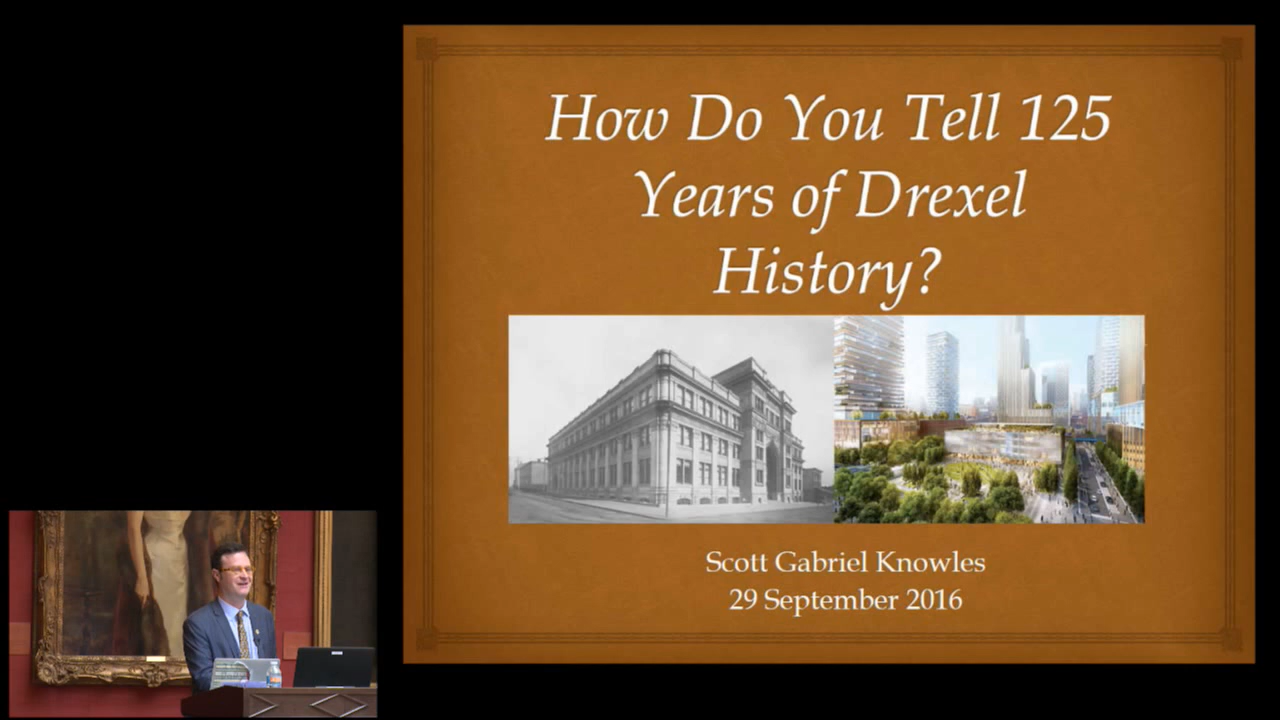 How Do You Tell 125
Years of Drexel
History?
Scott Gabriel Knowles
29 September 2016